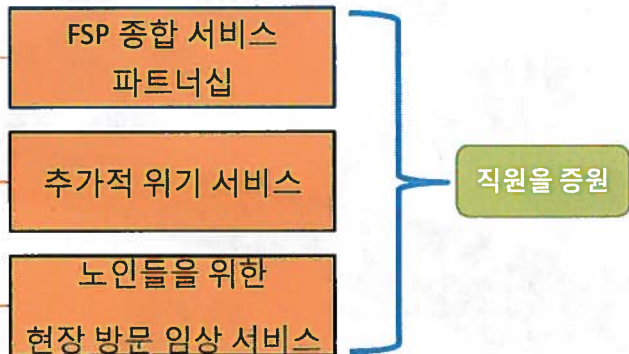 FSP 종합 서비스
파트너십
추가적 위기 서비스
노인들을 위한
현장 방문 임상 서비스
직원을 증원